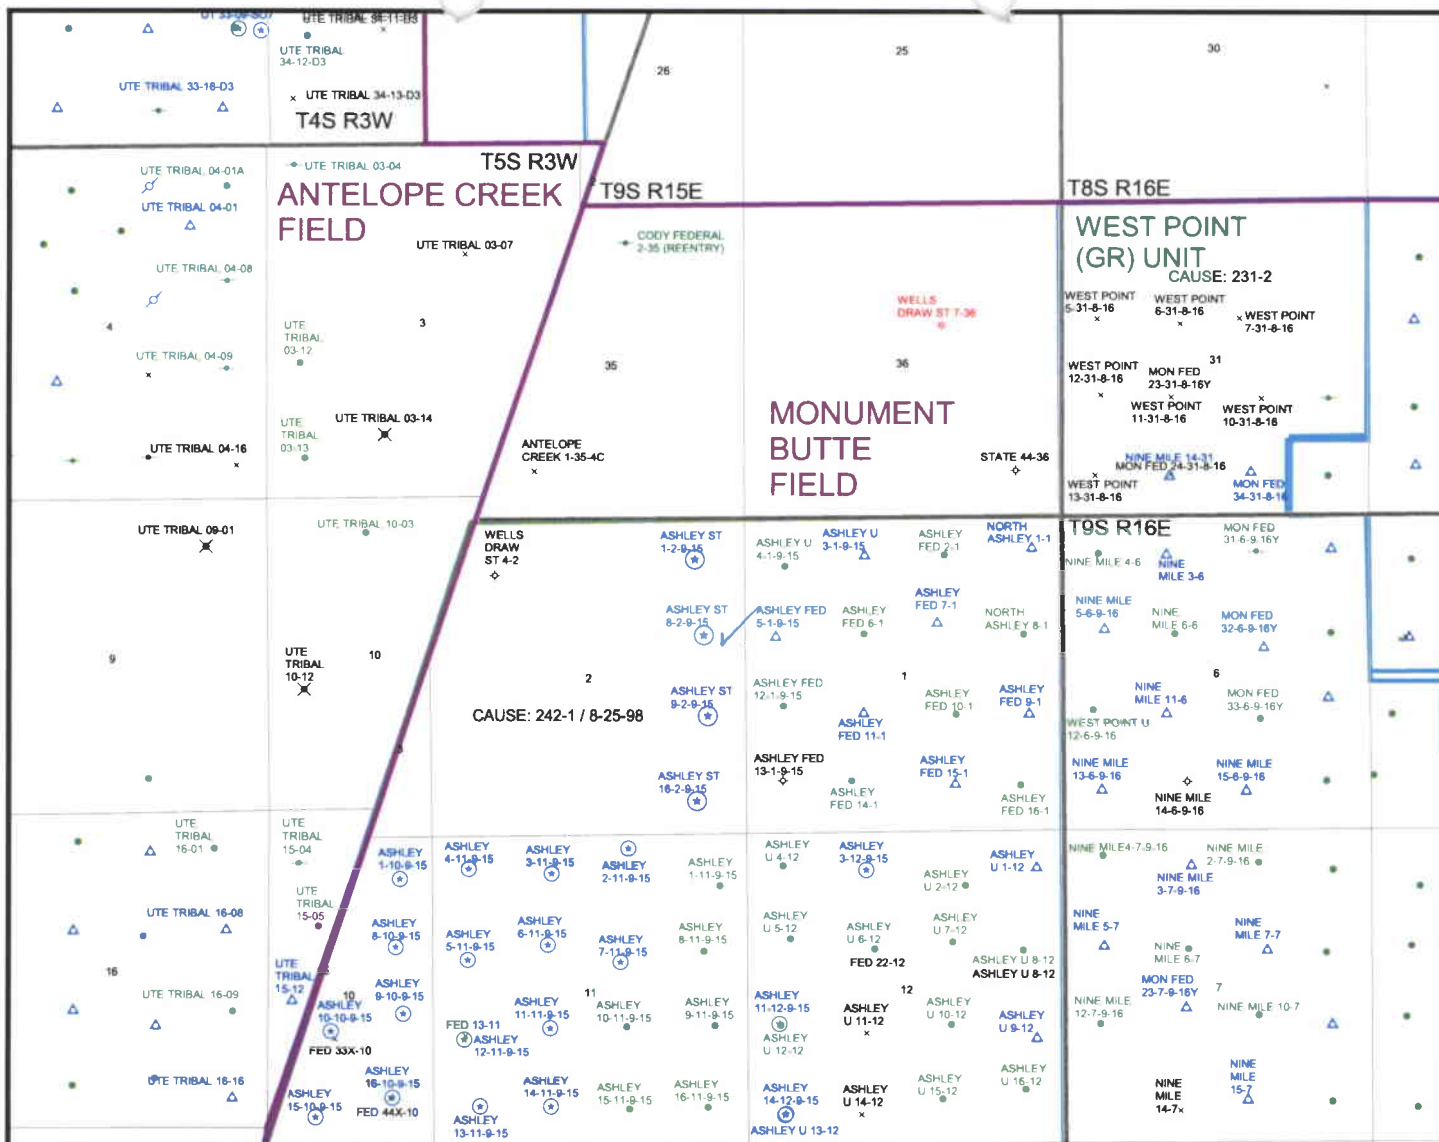 UTE TRIBAL 34-11-D3
UTE TRIBAL
34-12-D3
UTE TRIBAL 33-16-D3
UTE TRIBAL 34-13-D3
T4S R3W
26
25
30
UTE TRIBAL 04-01A
UTE TRIBAL 03-04
T5S R3W
ANTELOPE CREEK
FIELD
T9S R15E
T8S R16E
UTE TRIBAL 04-01
UTE TRIBAL 03-07
CODY FEDERAL
2-35 (REENTRY)
WEST POINT
(GR) UNIT
CAUSE: 231-2
UTE TRIBAL 04-08
WELLS
DRAW ST 7-36
WEST POINT
5-31-8-16
WEST POINT
6-31-8-16
WEST POINT
7-31-8-16
4
UTE
TRIBAL
03-12
3
UTE TRIBAL 04-09
35
36
31
WEST POINT
12-31-8-16
MON FED
23-31-8-16Y
WEST POINT
11-31-8-16
WEST POINT
10-31-8-16
MONUMENT
BUTTE
FIELD
UTE
TRIBAL
03-13
UTE TRIBAL 03-14
UTE TRIBAL 04-16
ANTELOPE
CREEK 1-35-4C
STATE 44-36
NINE MILE 14-31
MON FED 24-31-8-16
WEST POINT
13-31-8-16
MON FED
34-31-8-16
UTE TRIBAL 09-01
UTE TRIBAL 10-03
WELLS
DRAW
ST 4-2
ASHLEY ST
1-2-9-15
ASHLEY U
4-1-9-15
ASHLEY U
3-1-9-15
ASHLEY
FED 2-1
NORTH
ASHLEY 1-1
T9S R16E
NINE MILE 4-6
NINE
MILE 3-6
MON FED
31-6-9-16Y
ASHLEY ST
8-2-9-15
ASHLEY FED
5-1-9-15
ASHLEY
FED 6-1
ASHLEY
FED 7-1
NORTH
ASHLEY 8-1
NINE MILE
5-6-9-16
NINE
MILE 6-6
MON FED
32-6-9-16Y
9
UTE
TRIBAL
10-12
10
2
1
6
CAUSE: 242-1 / 8-25-98
ASHLEY ST
9-2-9-15
ASHLEY FED
12-1-9-15
ASHLEY
FED 11-1
ASHLEY
FED 10-1
ASHLEY
FED 9-1
WEST POINT U
12-6-9-16
NINE
MILE 11-6
MON FED
33-6-9-16Y
ASHLEY ST
16-2-9-15
ASHLEY FED
13-1-9-15
ASHLEY
FED 14-1
ASHLEY
FED 15-1
ASHLEY
FED 16-1
NINE MILE
13-6-9-16
NINE MILE
14-6-9-16
NINE MILE
15-6-9-16
UTE
TRIBAL
16-01
UTE
TRIBAL
15-04
ASHLEY
1-10-9-15
ASHLEY
4-11-9-15
ASHLEY
3-11-9-15
ASHLEY
2-11-9-15
ASHLEY
1-11-9-15
ASHLEY
U 4-12
ASHLEY
3-12-9-15
ASHLEY
U 2-12
ASHLEY
U 1-12
NINE MILE4-7-9-16
NINE MILE
3-7-9-16
NINE MILE
2-7-9-16
UTE TRIBAL 16-08
UTE
TRIBAL
15-05
ASHLEY
8-10-9-15
ASHLEY
5-11-9-15
ASHLEY
6-11-9-15
ASHLEY
7-11-9-15
ASHLEY
8-11-9-15
ASHLEY
U 5-12
ASHLEY
U 6-12
FED 22-12
ASHLEY
U 7-12
ASHLEY U 8-12
ASHLEY U 8-12
NINE
MILE 5-7
NINE
MILE 6-7
NINE
MILE 7-7
16
UTE TRIBAL 16-09
UTE
TRIBAL
15-12
10
ASHLEY
10-10-9-15
FED 33X-10
ASHLEY
9-10-9-15
FED 13-11
ASHLEY
12-11-9-15
ASHLEY
11-11-9-15
11
ASHLEY
10-11-9-15
ASHLEY
9-11-9-15
ASHLEY
11-12-9-15
ASHLEY
U 12-12
ASHLEY
U 11-12
12
ASHLEY
U 10-12
ASHLEY
U 9-12
NINE MILE
12-7-9-16
MON FED
23-7-9-16Y
7
NINE MILE 10-7
UTE TRIBAL 16-16
ASHLEY
15-10-9-15
ASHLEY
16-10-9-15
FED 44X-10
ASHLEY
13-11-9-15
ASHLEY
14-11-9-15
ASHLEY
15-11-9-15
ASHLEY
16-11-9-15
ASHLEY
14-12-9-15
ASHLEY U 13-12
ASHLEY
U 14-12
ASHLEY
U 15-12
ASHLEY
U 16-12
NINE
MILE
14-7
NINE
MILE
15-7